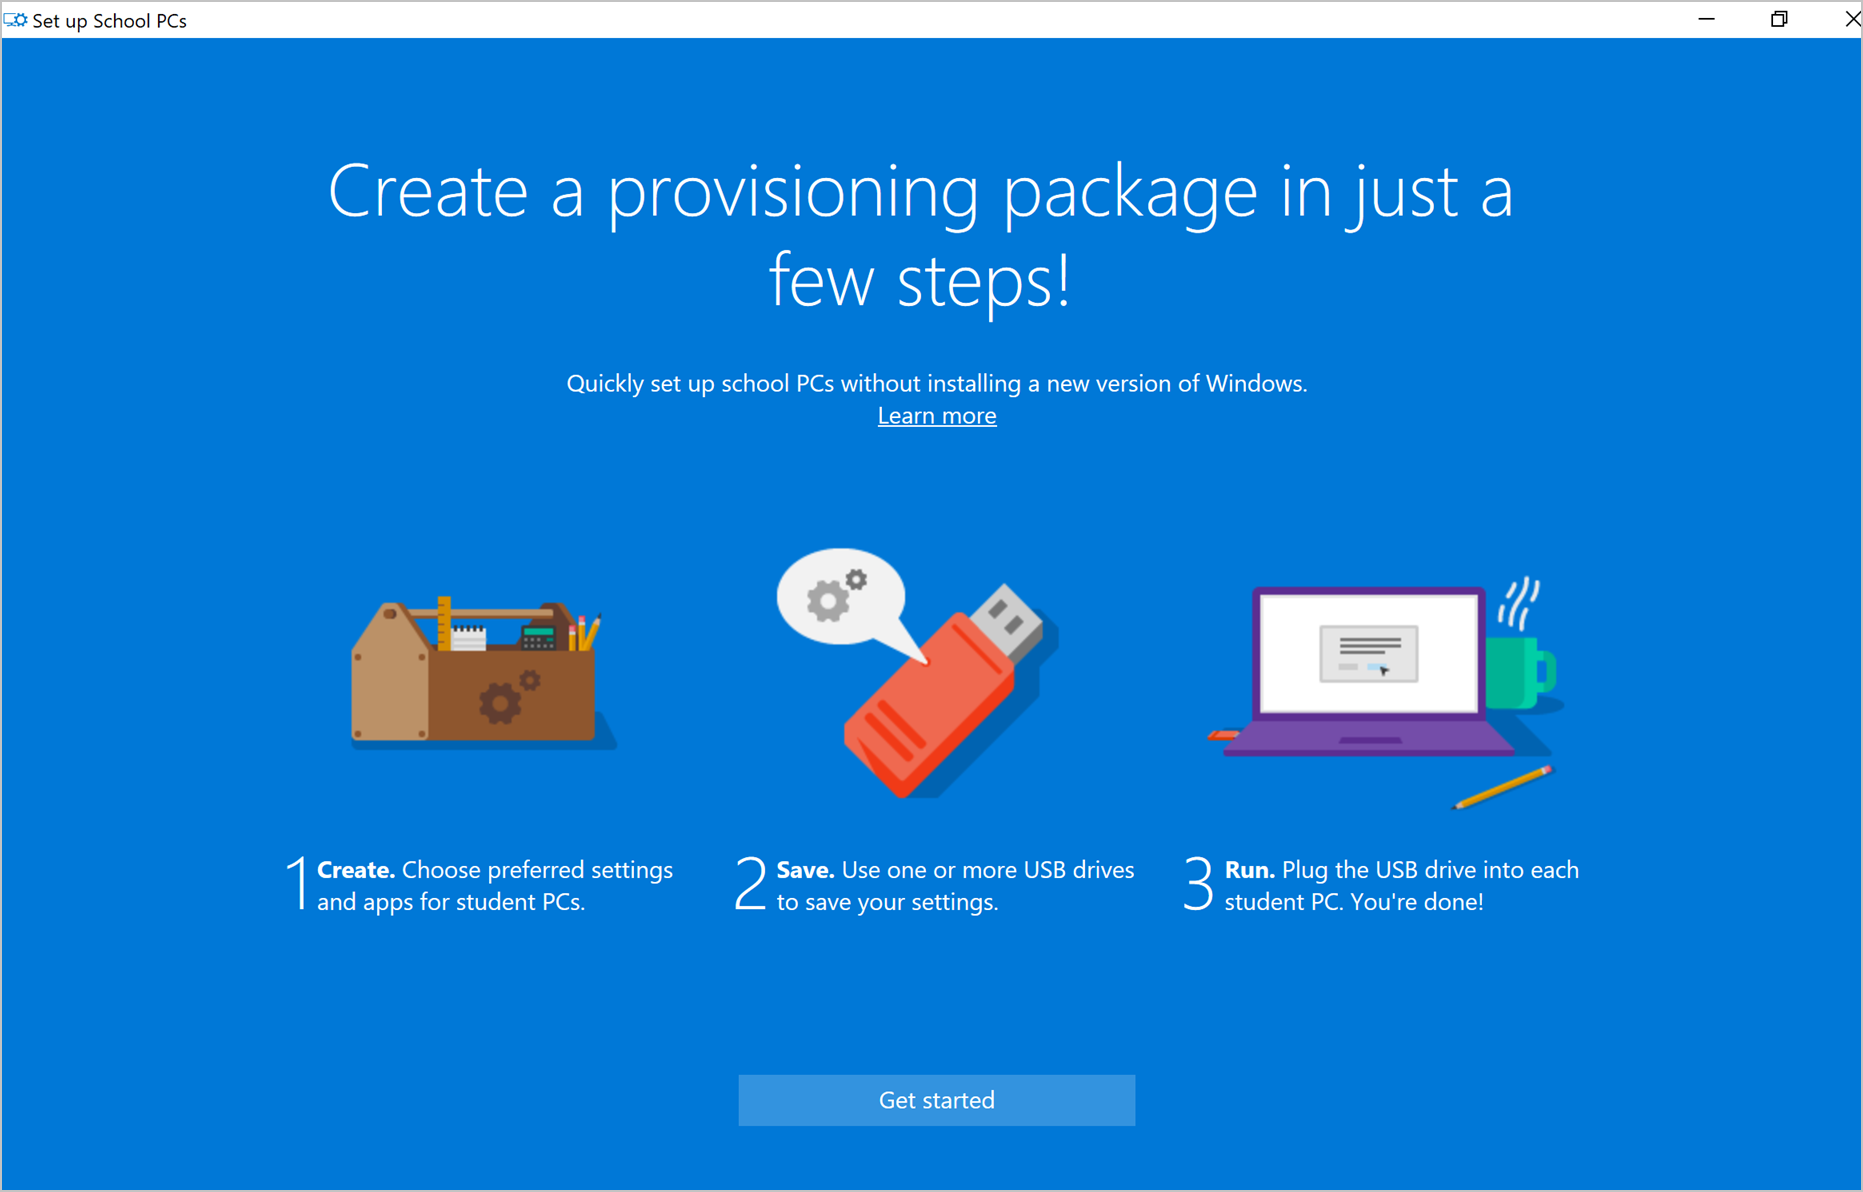 Set up School PCs
Create a provisioning package in just a
few steps!
Quickly set up school PCs without installing a new version of Windows.
Learn more
1 Create. Choose preferred settings
and apps for student PCs.
2 Save. Use one or more USB drives
to save your settings.
3 Run. Plug the USB drive into each
student PC. You're done!
Get started